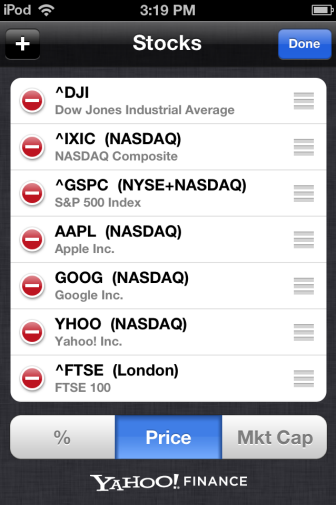 iPod 3:19 PM
+ Stocks Done
^DJI
Dow Jones Industrial Average
^IXIC (NASDAQ)
NASDAQ Composite
^GSPC (NYSE+NASDAQ)
S&P 500 Index
AAPL (NASDAQ)
Apple Inc.
GOOG (NASDAQ)
Google Inc.
YHOO (NASDAQ)
Yahoo! Inc.
^FTSE (London)
FTSE 100
% Price Mkt Cap
YAHOO! FINANCE